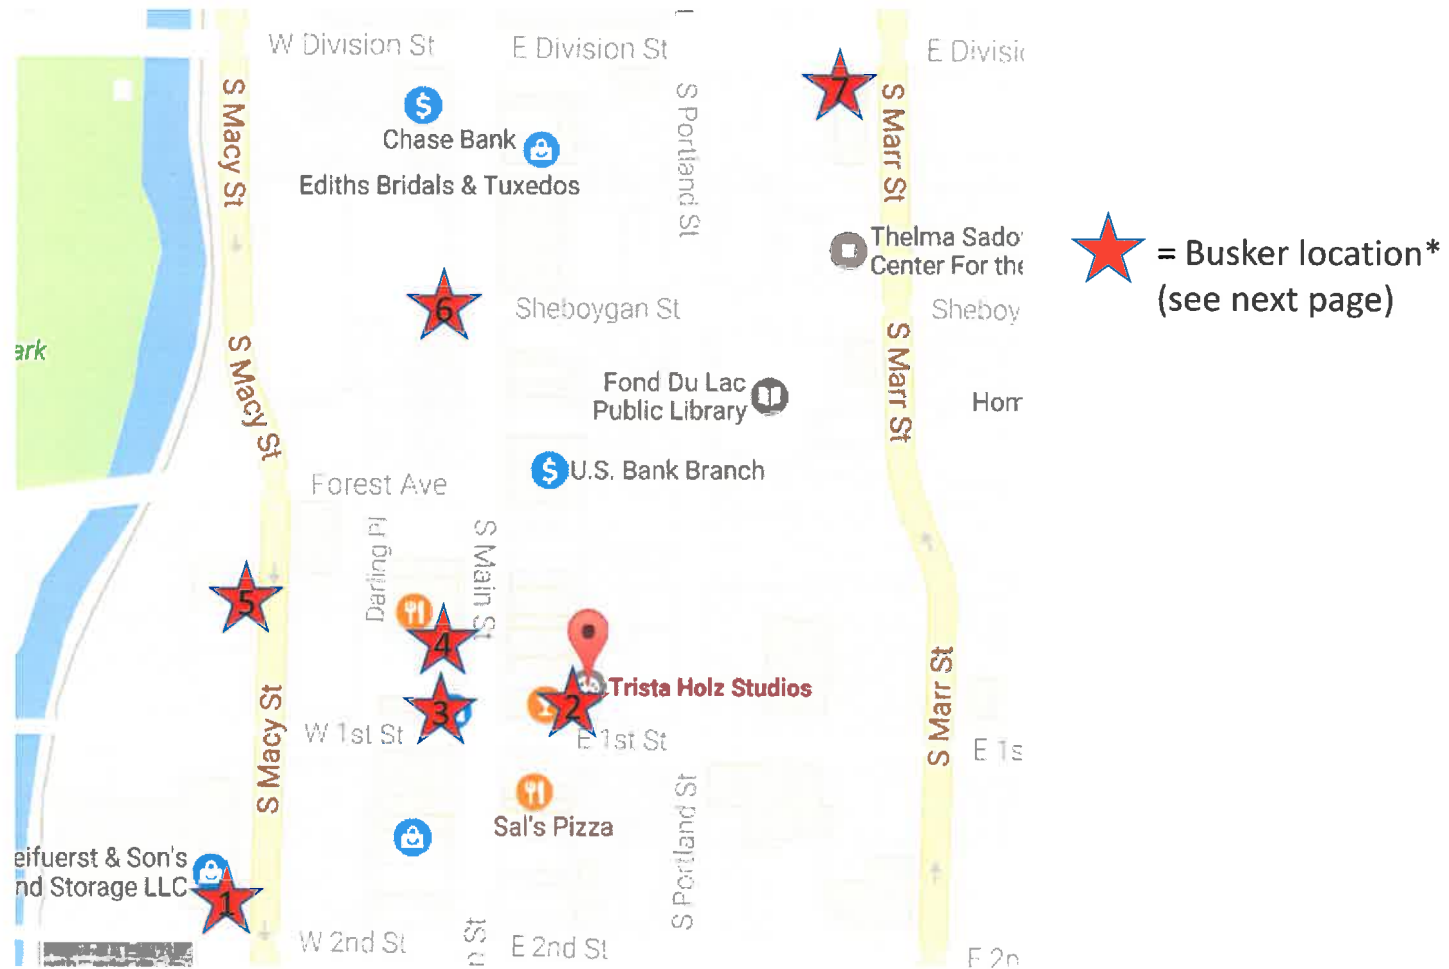 W Division St
E Division St
E Divisi
S Macy St
S Portland St
S Marr St
7
Chase Bank
Ediths Bridals & Tuxedos
Thelma Sado
Center For the
= Busker location*
(see next page)
6
Sheboygan St
Sheboy
S Macy St
S Marr St
ark
Fond Du Lac
Public Library
Hom
U.S. Bank Branch
Forest Ave
Darling Pl
S Main St
5
4
Trista Holz Studios
3
2
W 1st St
E 1st St
E 1s
S Macy St
S Marr St
Sal's Pizza
S Portland St
eifuerst & Son's
nd Storage LLC
1
W 2nd St
n St
E 2nd St
E 2n